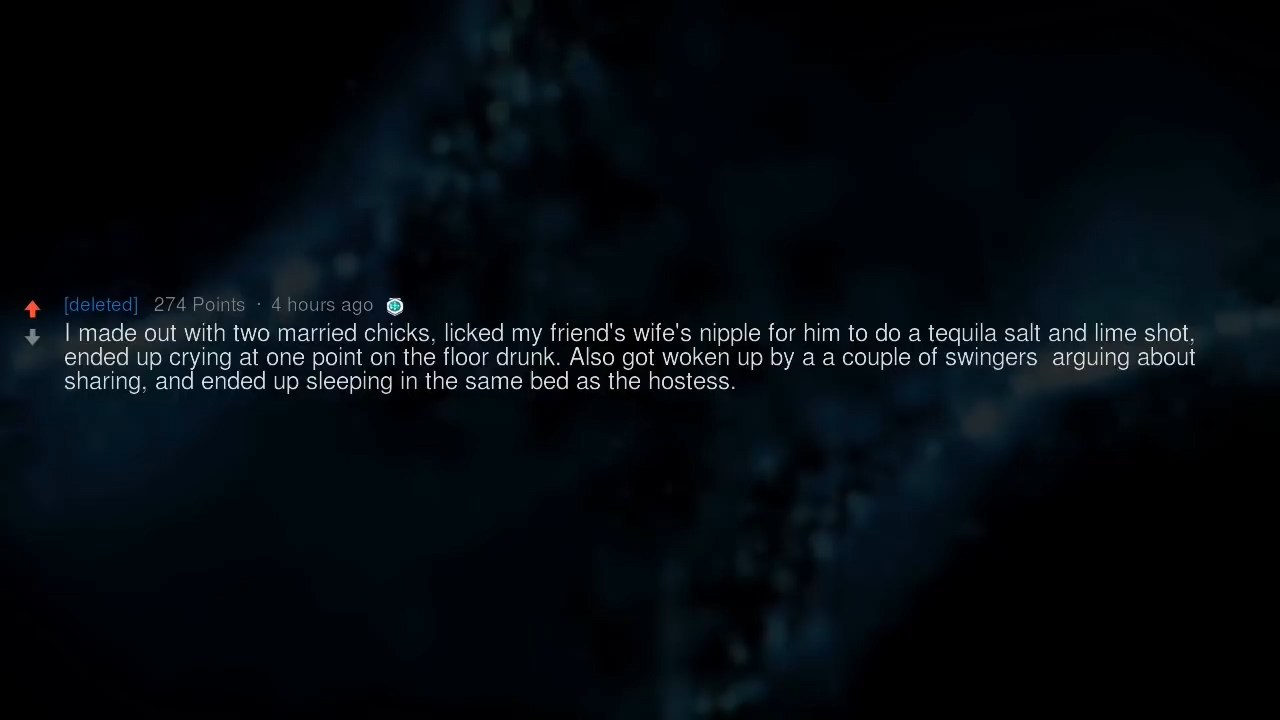 [deleted] 274 Points · 4 hours ago
I made out with two married chicks, licked my friend's wife's nipple for him to do a tequila salt and lime shot,
ended up crying at one point on the floor drunk. Also got woken up by a a couple of swingers  arguing about
sharing, and ended up sleeping in the same bed as the hostess.